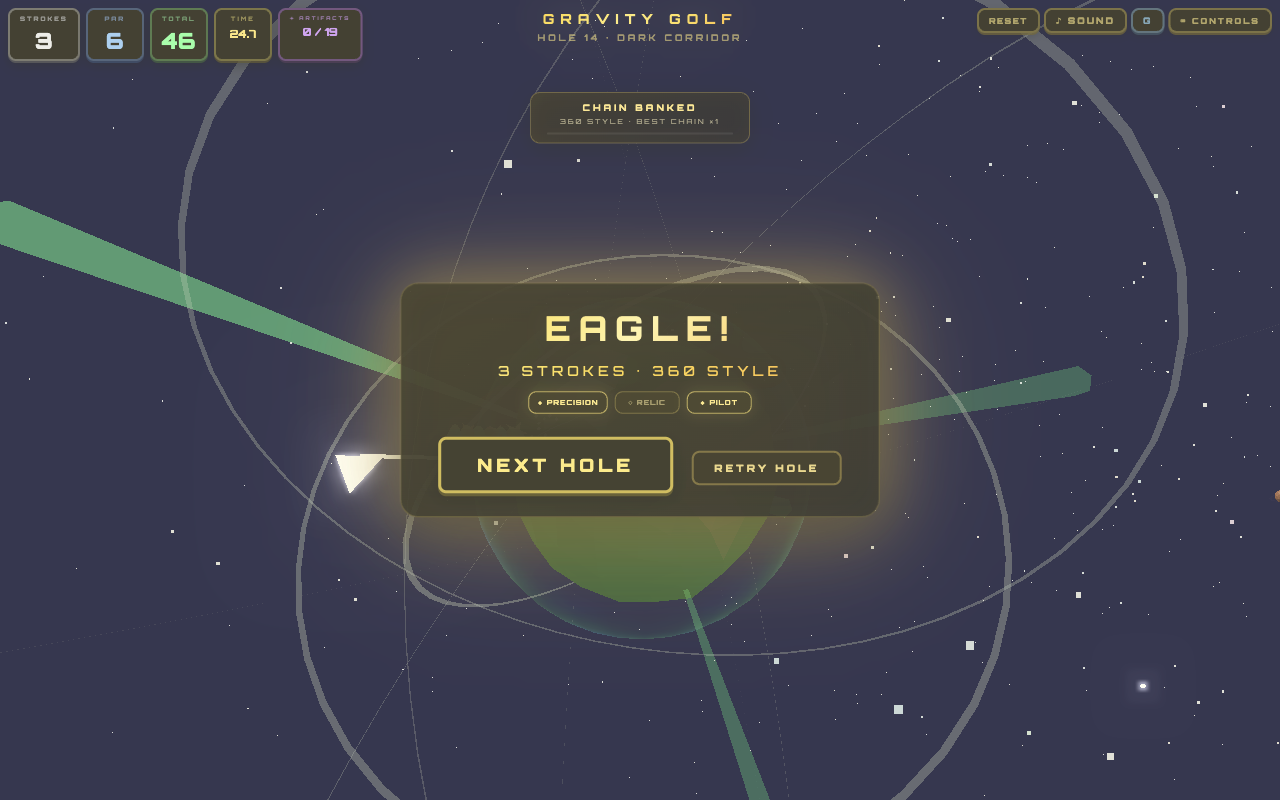 STROKES
3
PAR
6
TOTAL
46
TIME
24.7
ARTIFACTS
0 / 19
GRAVITY GOLF
HOLE 14 · DARK CORRIDOR
RESET
♪ SOUND
G
CONTROLS
CHAIN BANKED
360 STYLE · BEST CHAIN ×1
EAGLE!
3 STROKES · 360 STYLE
◆ PRECISION
◇ RELIC
◆ PILOT
NEXT HOLE
RETRY HOLE